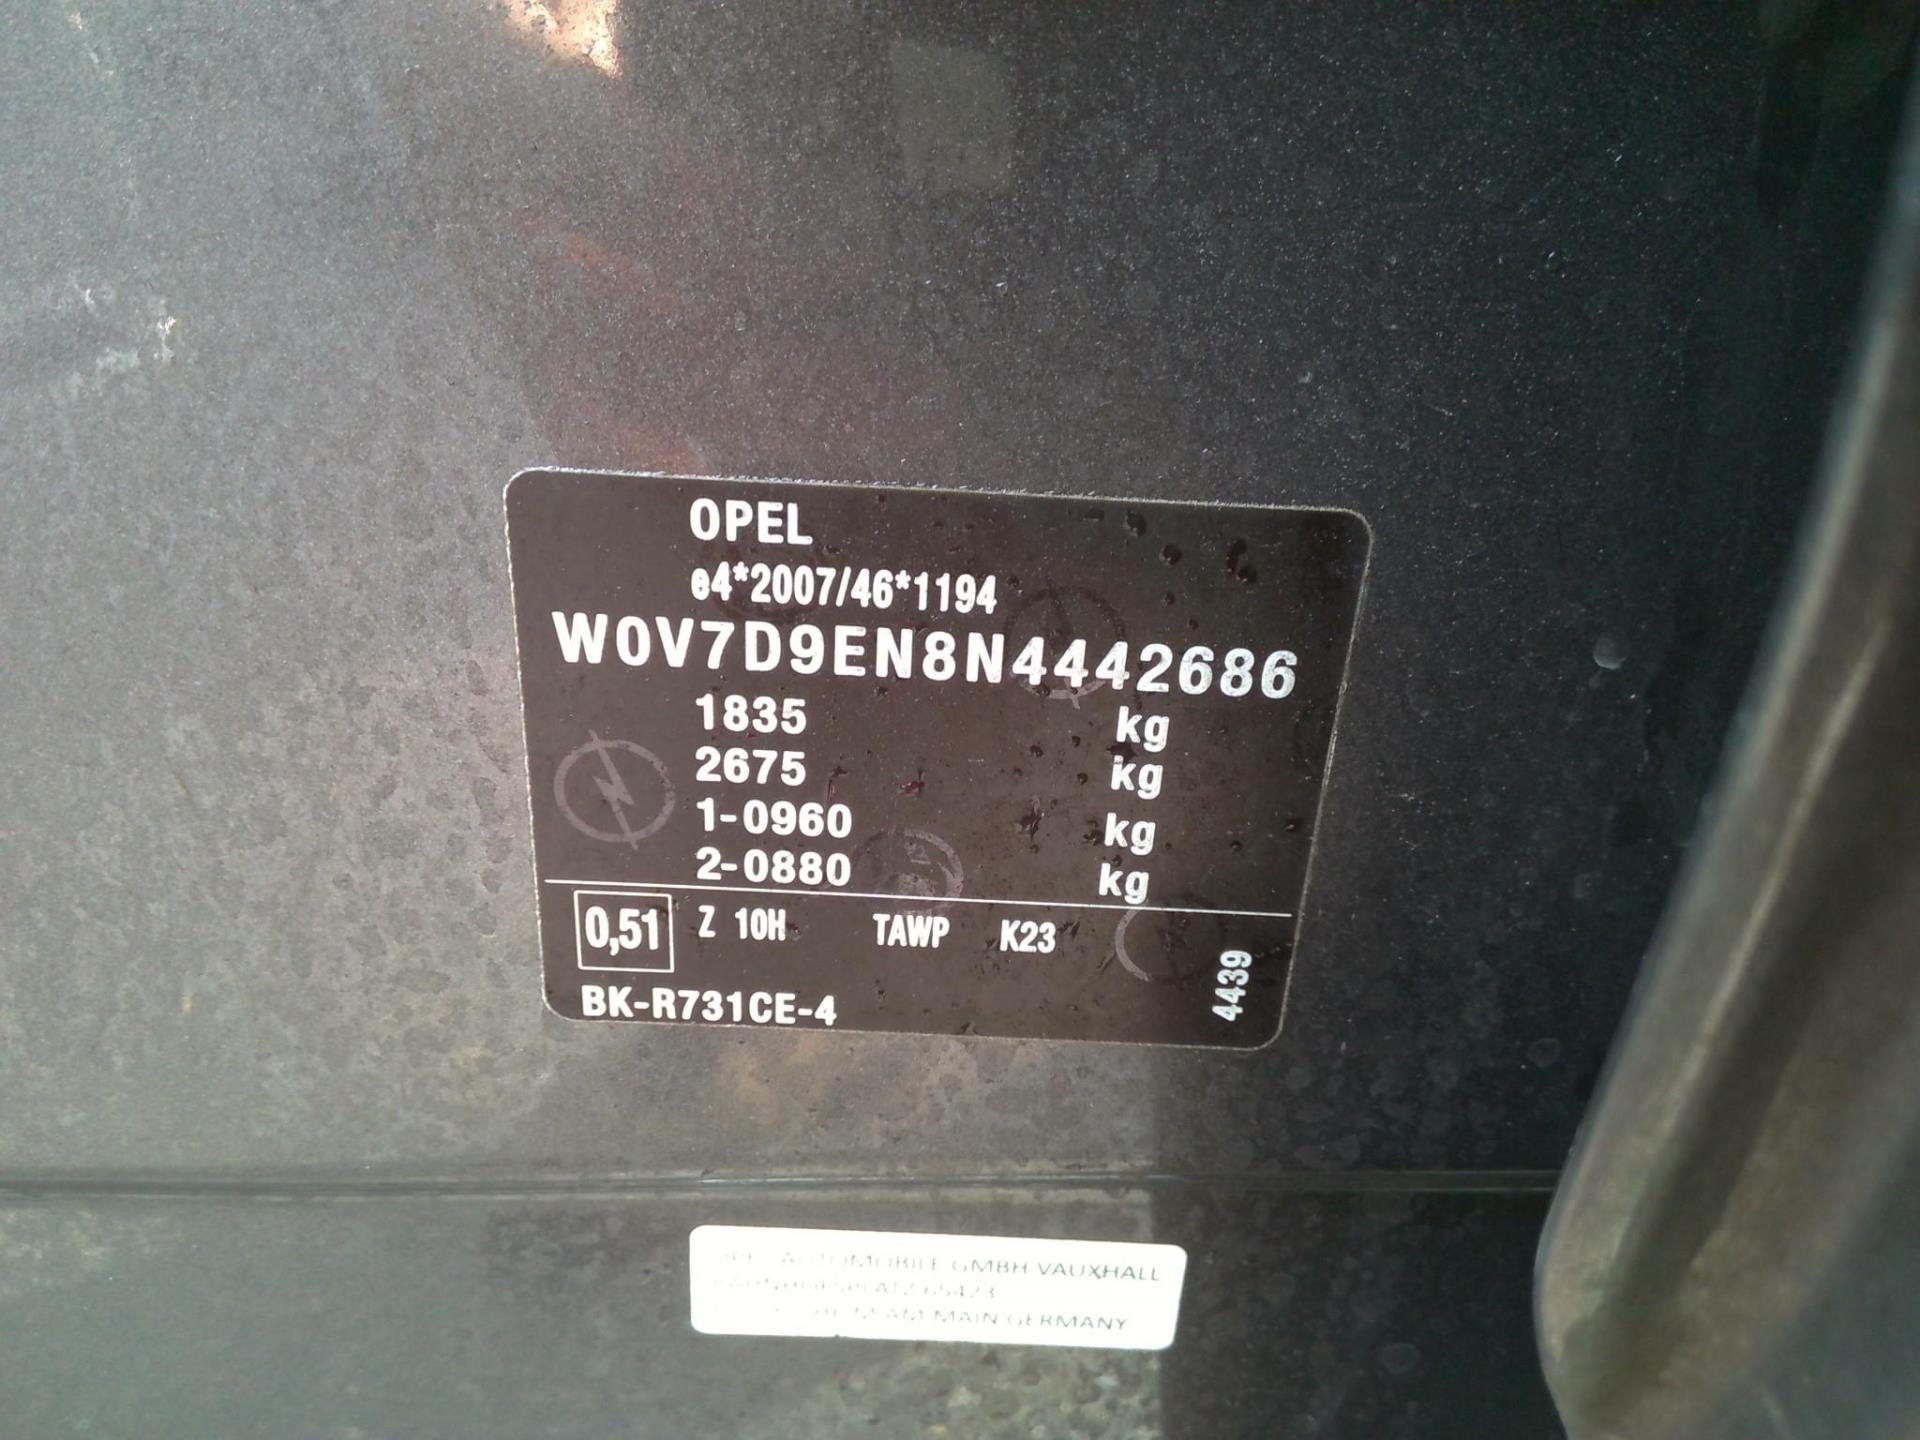 OPEL
e4*2007/46*1194
W0V7D9EN8N4442686
1835 kg
2675 kg
1-0960 kg
2-0880 kg
0,51 Z 10H TAWP K23
4439
BK-R731CE-4
AUTOMOBILE GMBH VAUXHALL
65423
AM MAIN GERMANY